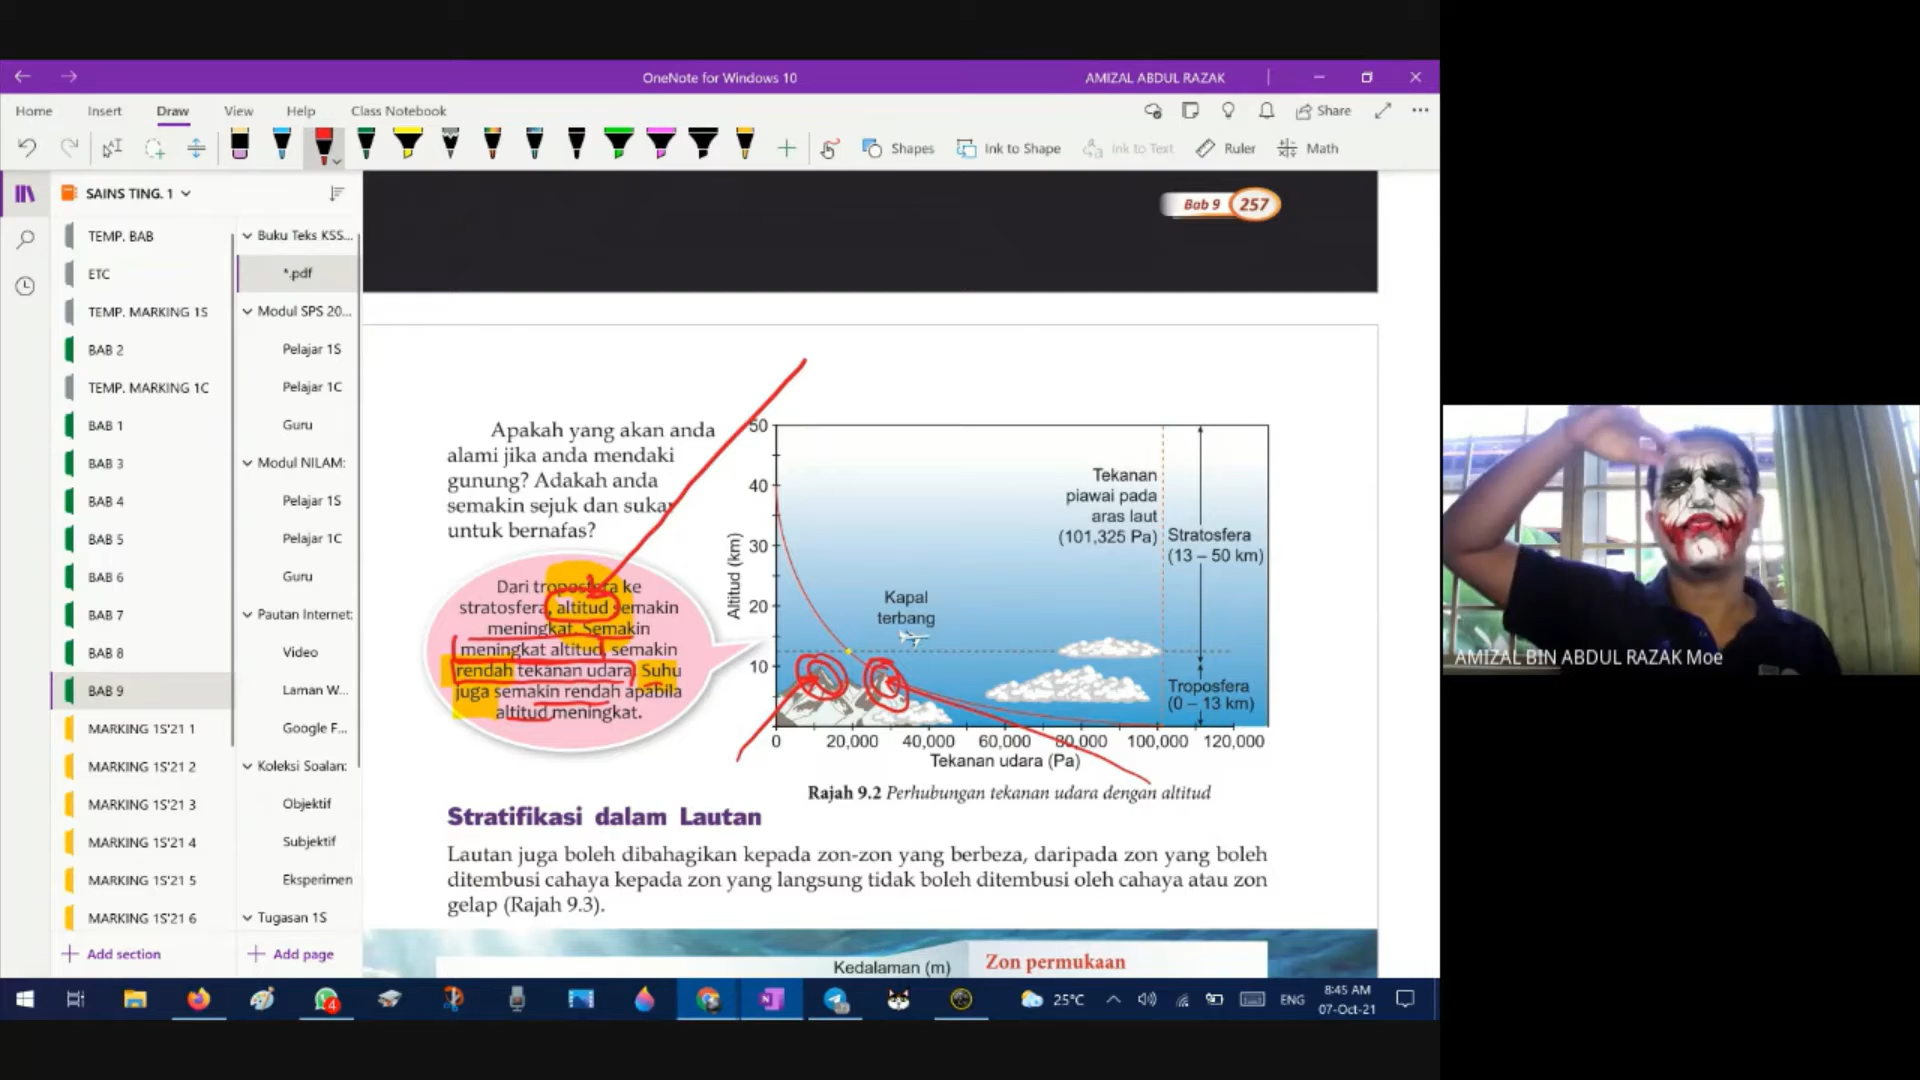 OneNote for Windows 10
AMIZAL ABDUL RAZAK
Home Insert Draw View Help Class Notebook
Share
Shapes Ink to Shape Ink to Text Ruler Math
SAINS TING. 1
TEMP. BAB
ETC
TEMP. MARKING 1S
BAB 2
TEMP. MARKING 1C
BAB 1
BAB 3
BAB 4
BAB 5
BAB 6
BAB 7
BAB 8
BAB 9
MARKING 1S'21 1
MARKING 1S'21 2
MARKING 1S'21 3
MARKING 1S'21 4
MARKING 1S'21 5
MARKING 1S'21 6
Add section
Buku Teks KSS...
*.pdf
Modul SPS 20...
Pelajar 1S
Pelajar 1C
Guru
Modul NILAM:
Pelajar 1S
Pelajar 1C
Guru
Pautan Internet:
Video
Laman W...
Google F...
Koleksi Soalan:
Objektif
Subjektif
Eksperimen
Tugasan 1S
Add page
Bab 9 257
Apakah yang akan anda
alami jika anda mendaki
gunung? Adakah anda
semakin sejuk dan sukar
untuk bernafas?
Dari troposfera ke
stratosfera, altitud semakin
meningkat. Semakin
meningkat altitud, semakin
rendah tekanan udara. Suhu
juga semakin rendah apabila
altitud meningkat.
Altitud (km)
50
40
30
20
10
Tekanan
piawai pada
aras laut
(101,325 Pa)
Stratosfera
(13 – 50 km)
Kapal
terbang
Troposfera
(0 – 13 km)
0 20,000 40,000 60,000 80,000 100,000 120,000
Tekanan udara (Pa)
Rajah 9.2 Perhubungan tekanan udara dengan altitud
Stratifikasi dalam Lautan
Lautan juga boleh dibahagikan kepada zon-zon yang berbeza, daripada zon yang boleh
ditembusi cahaya kepada zon yang langsung tidak boleh ditembusi oleh cahaya atau zon
gelap (Rajah 9.3).
Kedalaman (m)
Zon permukaan
4
25°C
ENG
8:45 AM
07-Oct-21
AMIZAL BIN ABDUL RAZAK Moe